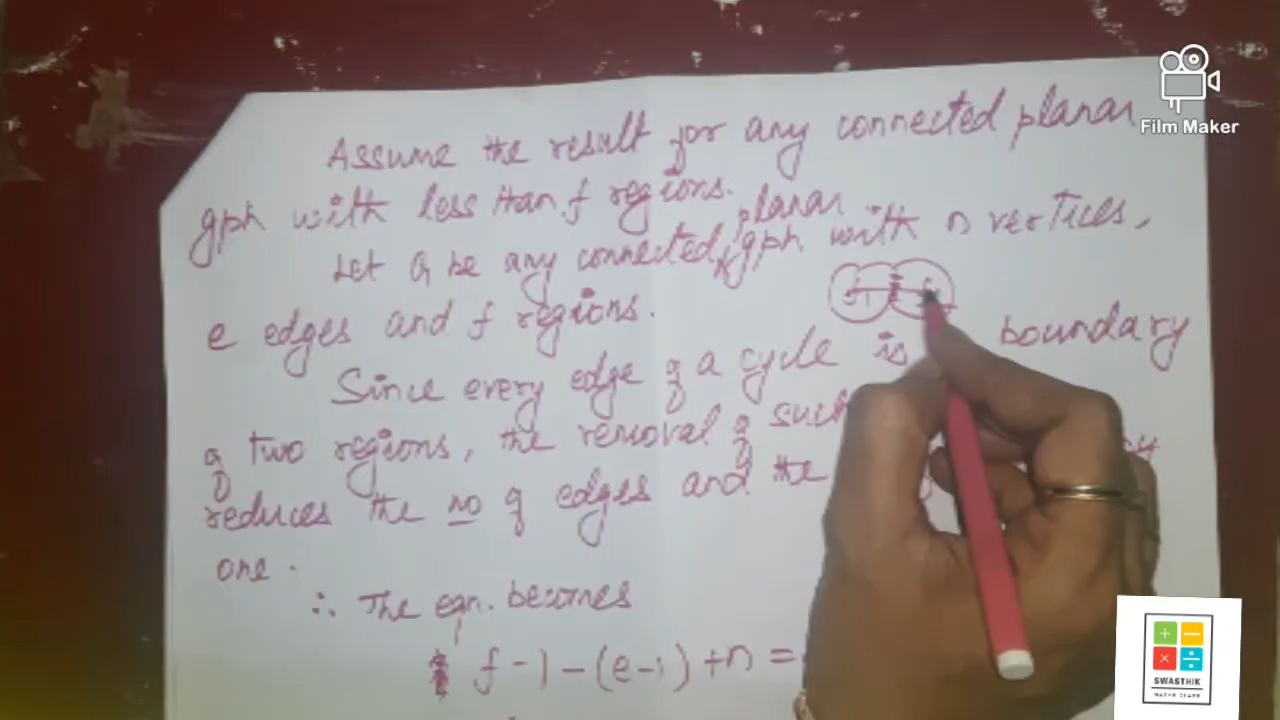 Film Maker
Assume the result for any connected planar
gph with less than f regions.
planar
Let G be any connected gph with n vertices,
e edges and f regions.
Since every edge of a cycle is boundary
of two regions, the removal of such
reduces the no of edges and the
one.
∴ The eqn. becomes
f - 1 - (e-1) + n =
+ −
× ÷
SWASTHIK
MATHS CLASS